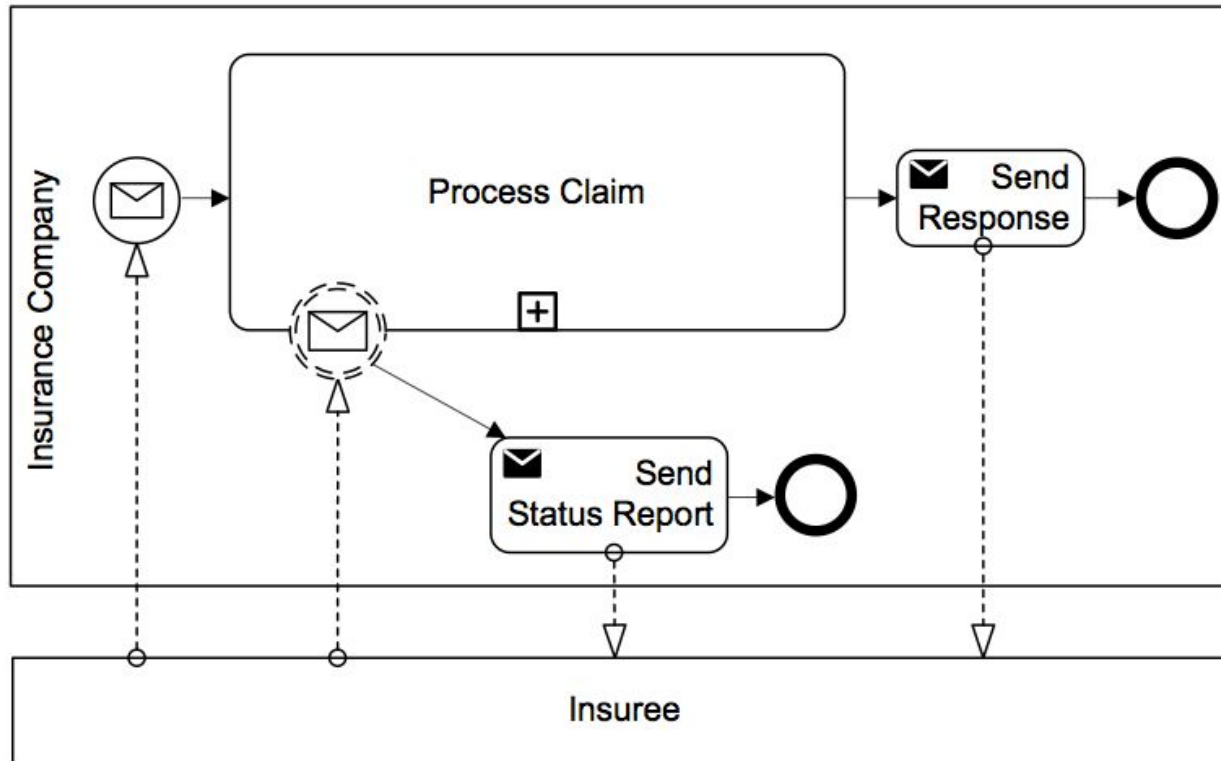 Insurance Company
Process Claim
Send
Response
Send
Status Report
Insuree